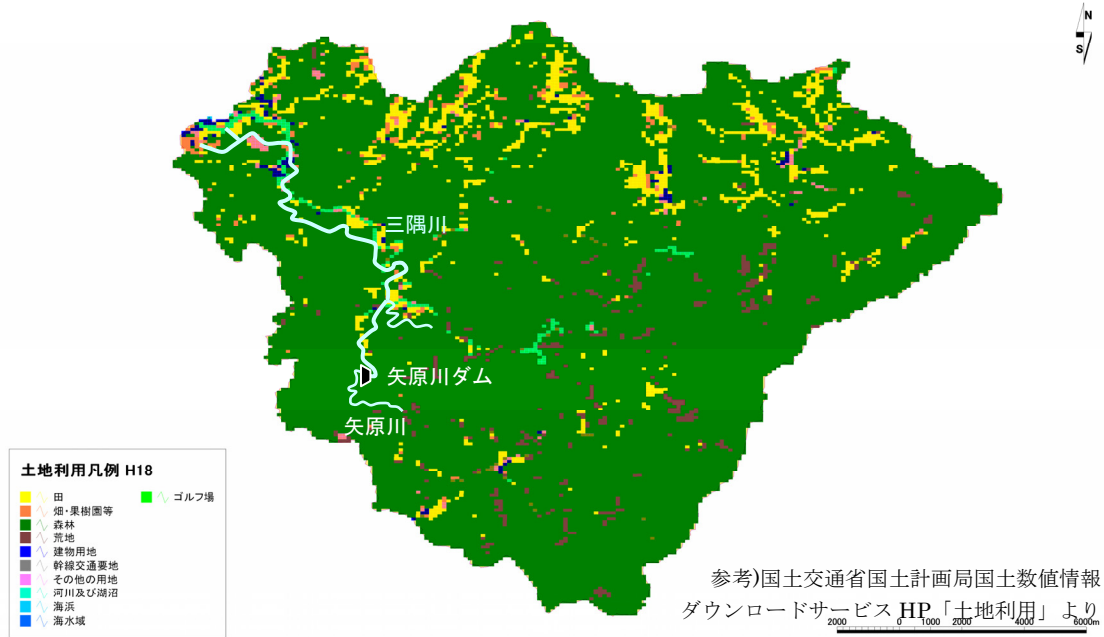 N
S
三隅川
矢原川ダム
矢原川
土地利用凡例 H18
田
ゴルフ場
畑・果樹園等
森林
荒地
建物用地
幹線交通要地
その他の用地
河川及び湖沼
海浜
海水域
参考)国土交通省国土計画局国土数値情報
ダウンロードサービス HP「土地利用」より
2000 0 1000 2000 4000 6000m